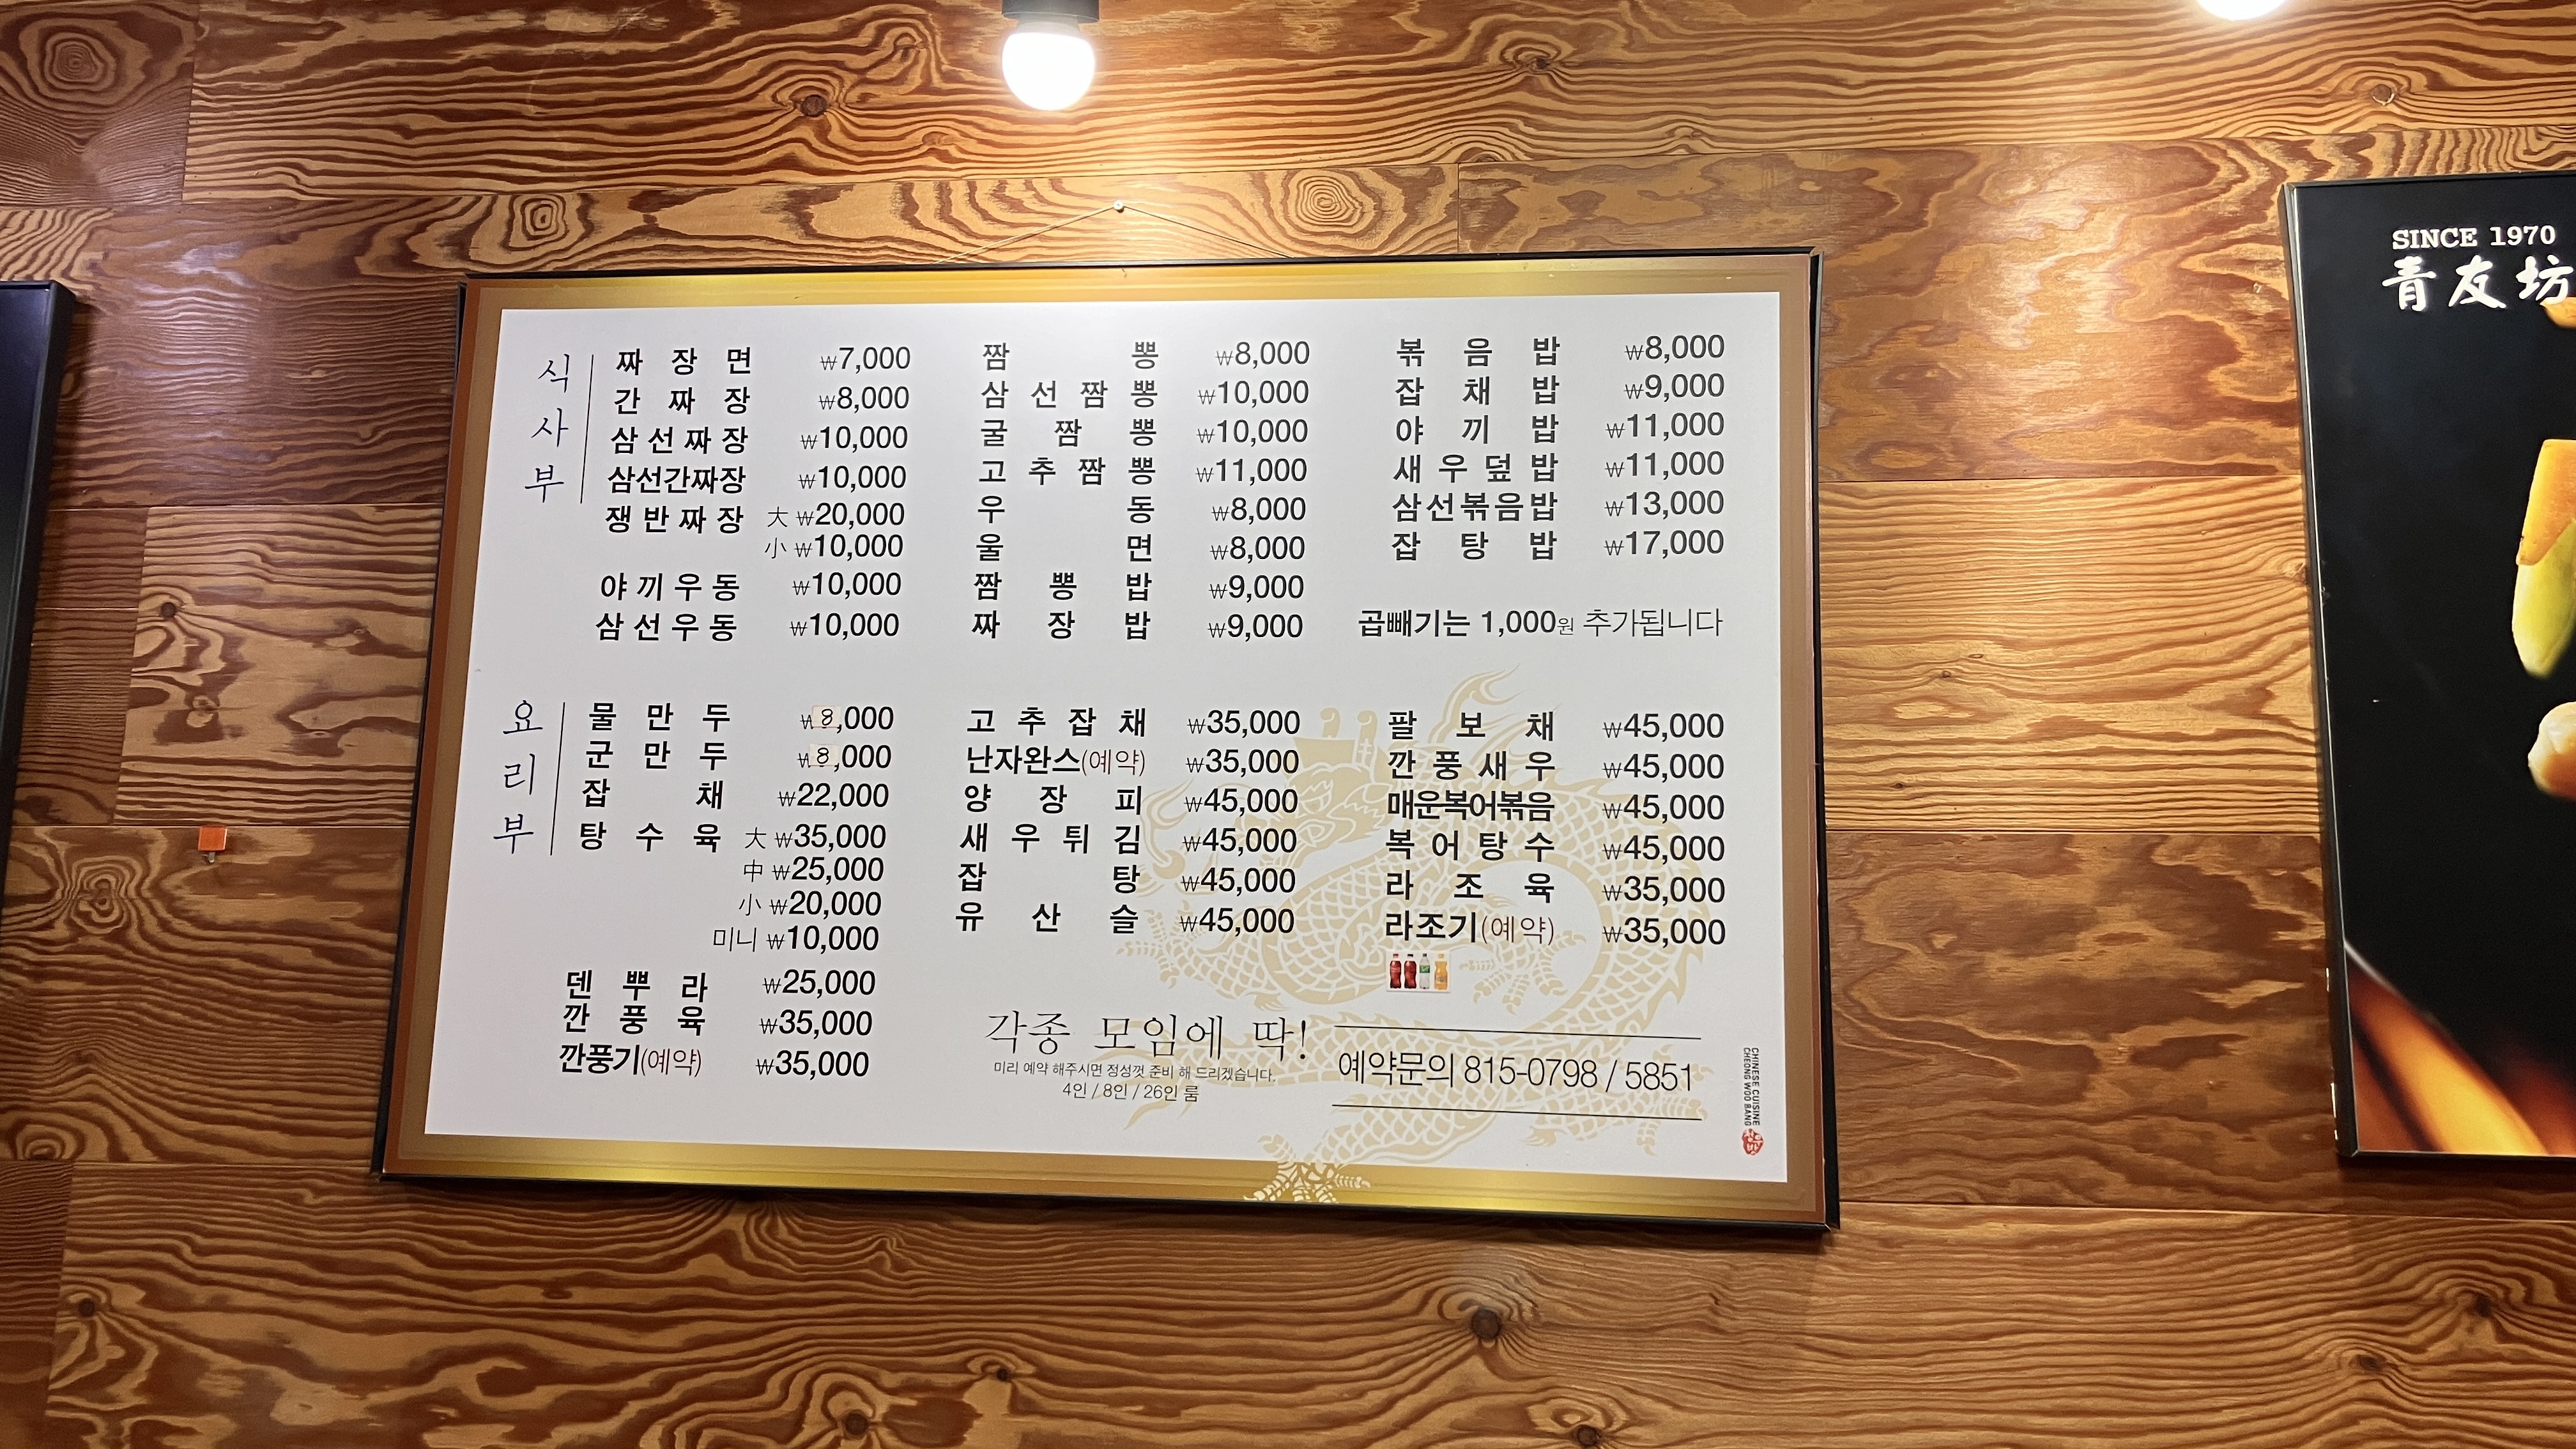 식사부
짜장면 ₩7,000
간짜장 ₩8,000
삼선짜장 ₩10,000
삼선간짜장 ₩10,000
쟁반짜장 大 ₩20,000
小 ₩10,000
야끼우동 ₩10,000
삼선우동 ₩10,000
짬뽕 ₩8,000
삼선짬뽕 ₩10,000
굴짬뽕 ₩10,000
고추짬뽕 ₩11,000
우동 ₩8,000
울면 ₩8,000
짬뽕밥 ₩9,000
짜장밥 ₩9,000
볶음밥 ₩8,000
잡채밥 ₩9,000
야끼밥 ₩11,000
새우덮밥 ₩11,000
삼선볶음밥 ₩13,000
잡탕밥 ₩17,000
곱빼기는 1,000원 추가됩니다
요리부
물만두 ₩8,000
군만두 ₩8,000
잡채 ₩22,000
탕수육 大 ₩35,000
中 ₩25,000
小 ₩20,000
미니 ₩10,000
덴뿌라 ₩25,000
깐풍육 ₩35,000
깐풍기(예약) ₩35,000
고추잡채 ₩35,000
난자완스(예약) ₩35,000
양장피 ₩45,000
새우튀김 ₩45,000
잡탕 ₩45,000
유산슬 ₩45,000
팔보채 ₩45,000
깐풍새우 ₩45,000
매운복어볶음 ₩45,000
복어탕수 ₩45,000
라조육 ₩35,000
라조기(예약) ₩35,000
각종 모임에 딱!
미리 예약 해주시면 정성껏 준비 해 드리겠습니다.
4인 / 8인 / 26인 룸
예약문의 815-0798 / 5851
CHINESE CUISINE
CHEONG WOO BANG
SINCE 1970
青友坊